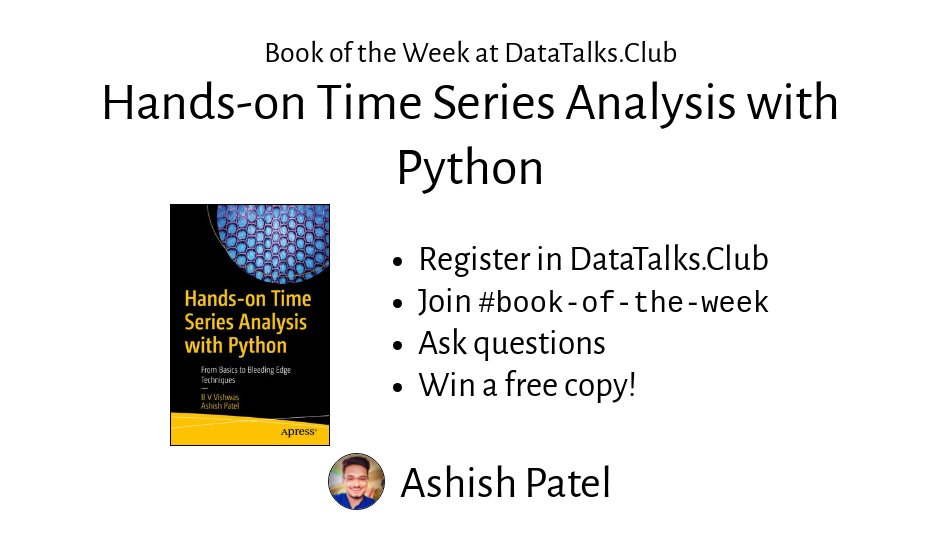 Book of the Week at DataTalks.Club
Hands-on Time Series Analysis with
Python
Hands-on Time
Series Analysis
with Python
From Basics to Bleeding Edge
Techniques
B V Vishwas
Ashish Patel
Apress®
• Register in DataTalks.Club
• Join #book-of-the-week
• Ask questions
• Win a free copy!
Ashish Patel